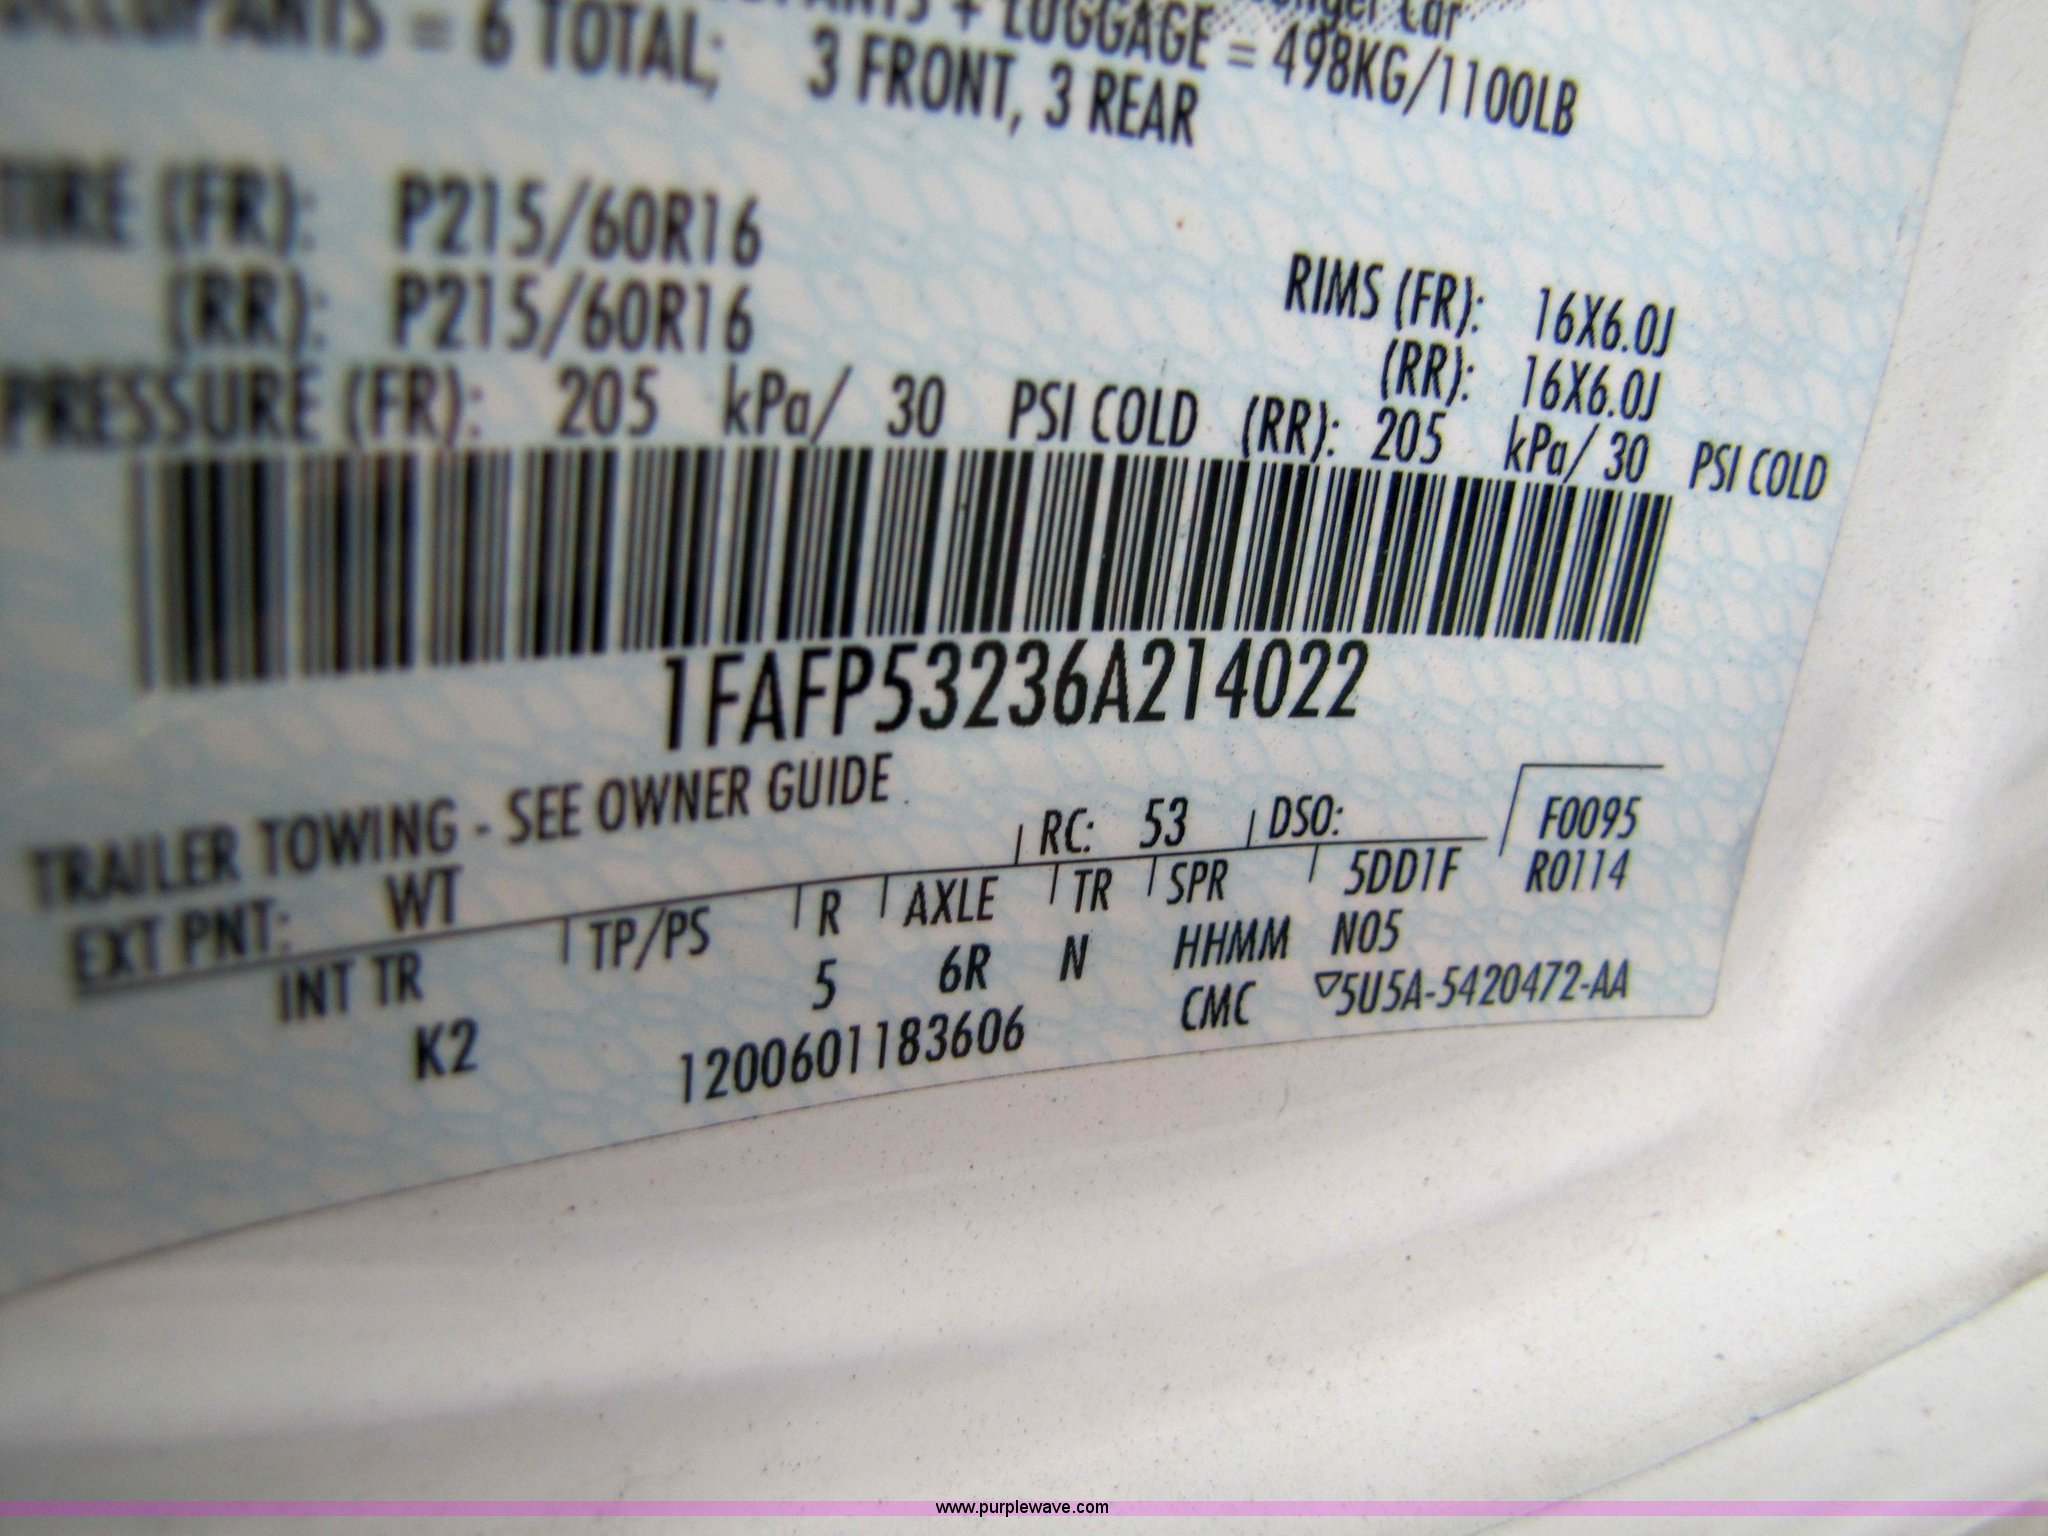 OCCUPANTS + LUGGAGE = 498KG/1100LB
OCCUPANTS = 6 TOTAL; 3 FRONT, 3 REAR
TIRE (FR): P215/60R16 RIMS (FR): 16X6.0J
(RR): P215/60R16 (RR): 16X6.0J
PRESSURE (FR): 205 kPa/ 30 PSI COLD (RR): 205 kPa/ 30 PSI COLD
1FAFP53236A214022
TRAILER TOWING - SEE OWNER GUIDE
EXT PNT: WT RC: 53 DSO: F0095
INT TR TP/PS R AXLE TR SPR 5DD1F R0114
K2 5 6R N HHMM N05
1200601183606 CMC ▽5U5A-5420472-AA
www.purplewave.com